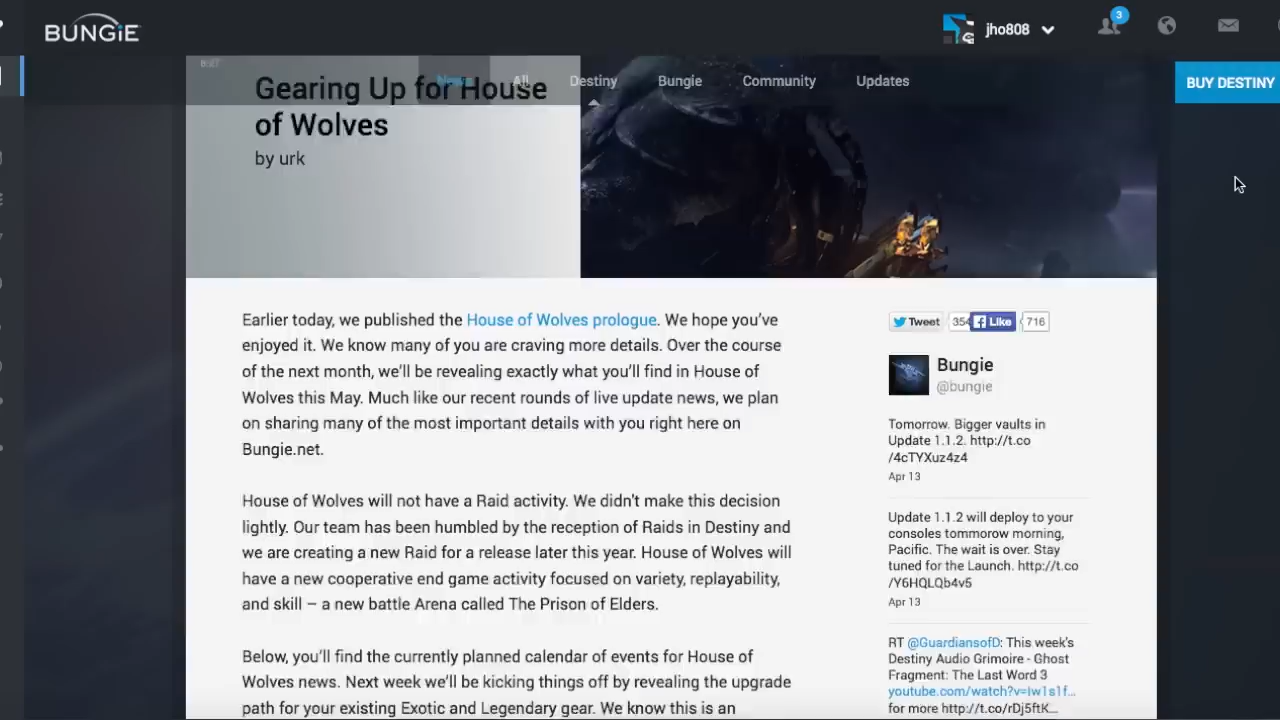 BUNGiE
jho808
3
News All Destiny Bungie Community Updates
BUY DESTINY
Gearing Up for House
of Wolves
by urk
Earlier today, we published the House of Wolves prologue. We hope you've
enjoyed it. We know many of you are craving more details. Over the course
of the next month, we'll be revealing exactly what you'll find in House of
Wolves this May. Much like our recent rounds of live update news, we plan
on sharing many of the most important details with you right here on
Bungie.net.
House of Wolves will not have a Raid activity. We didn't make this decision
lightly. Our team has been humbled by the reception of Raids in Destiny and
we are creating a new Raid for a release later this year. House of Wolves will
have a new cooperative end game activity focused on variety, replayability,
and skill – a new battle Arena called The Prison of Elders.
Below, you'll find the currently planned calendar of events for House of
Wolves news. Next week we'll be kicking things off by revealing the upgrade
path for your existing Exotic and Legendary gear. We know this is an
Tweet 354 Like 716
Bungie
@bungie
Tomorrow. Bigger vaults in
Update 1.1.2. http://t.co
/4cTYXuz4z4
Apr 13
Update 1.1.2 will deploy to your
consoles tommorow morning,
Pacific. The wait is over. Stay
tuned for the Launch. http://t.co
/Y6HQLQb4v5
Apr 13
RT @GuardiansofD: This week's
Destiny Audio Grimoire - Ghost
Fragment: The Last Word 3
youtube.com/watch?v=Iw1s1f…
for more http://t.co/rDj5ftK…